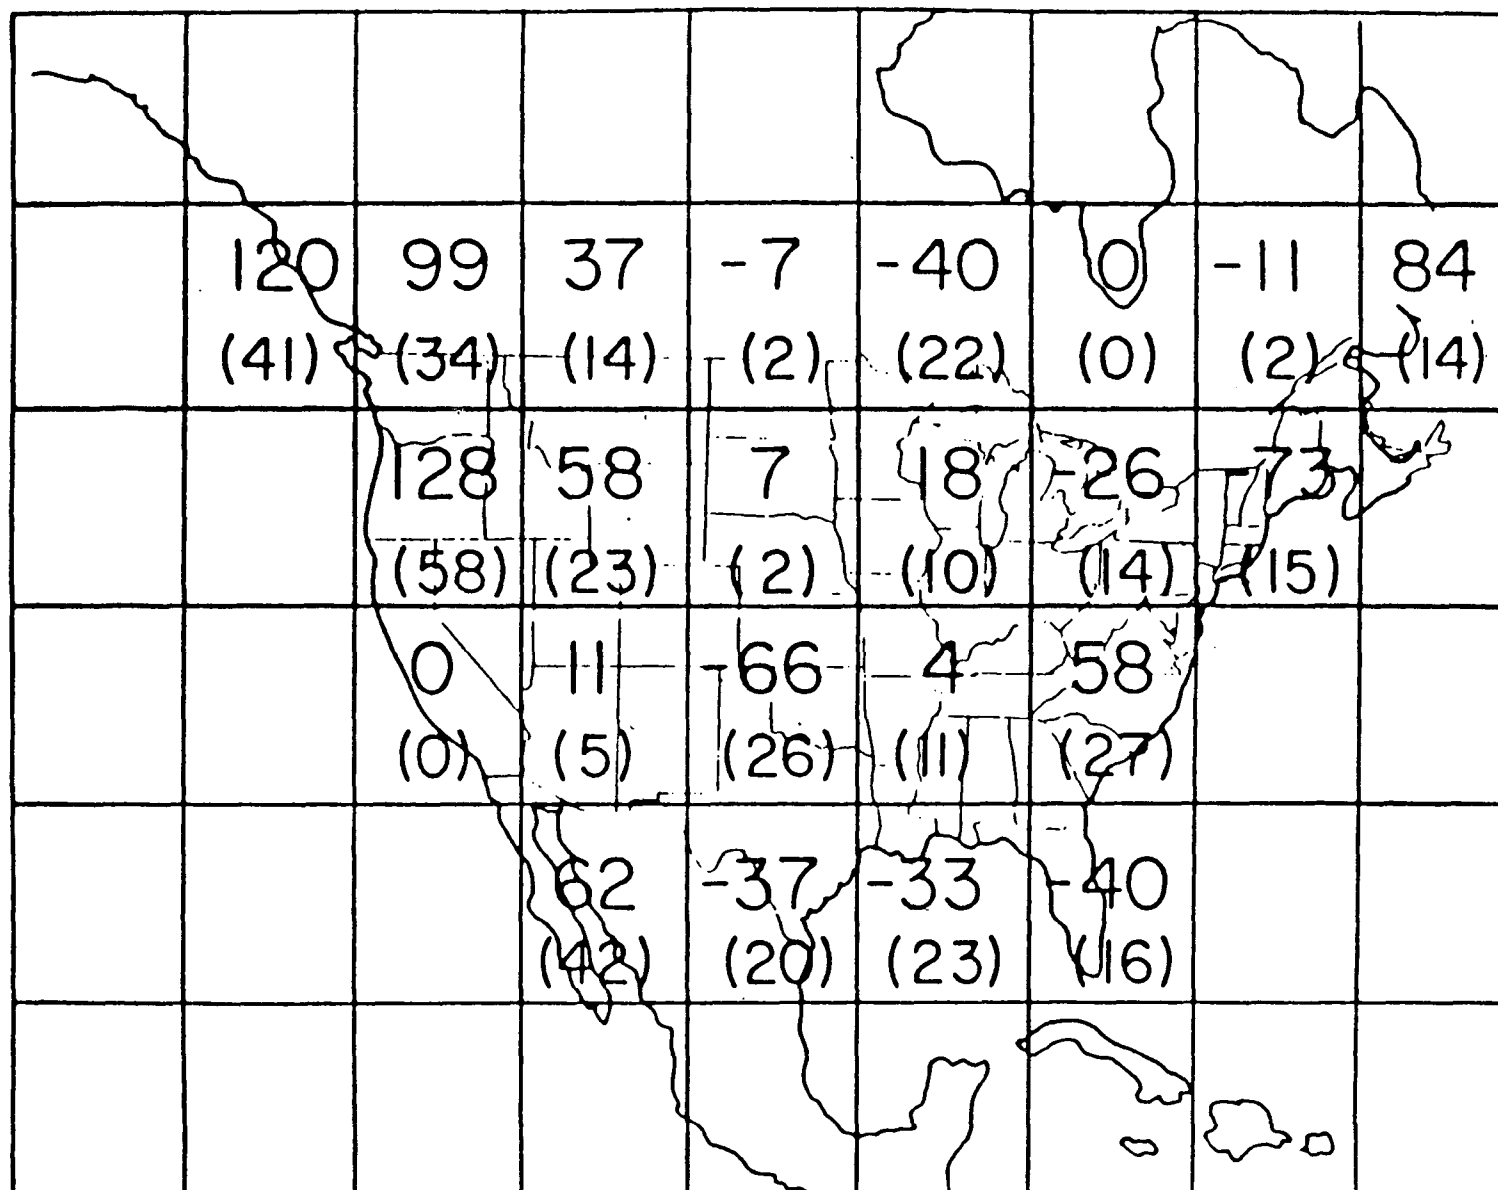 120 99 37 -7 -40 0 -11 84
(41) (34) (14) (2) (22) (0) (2) (14)
128 58 7 18 -26 -73
(58) (23) (2) (10) (14) (15)
0 11 -66 4 58
(0) (5) (26) (11) (27)
62 -37 -33 -40
(42) (20) (23) (16)